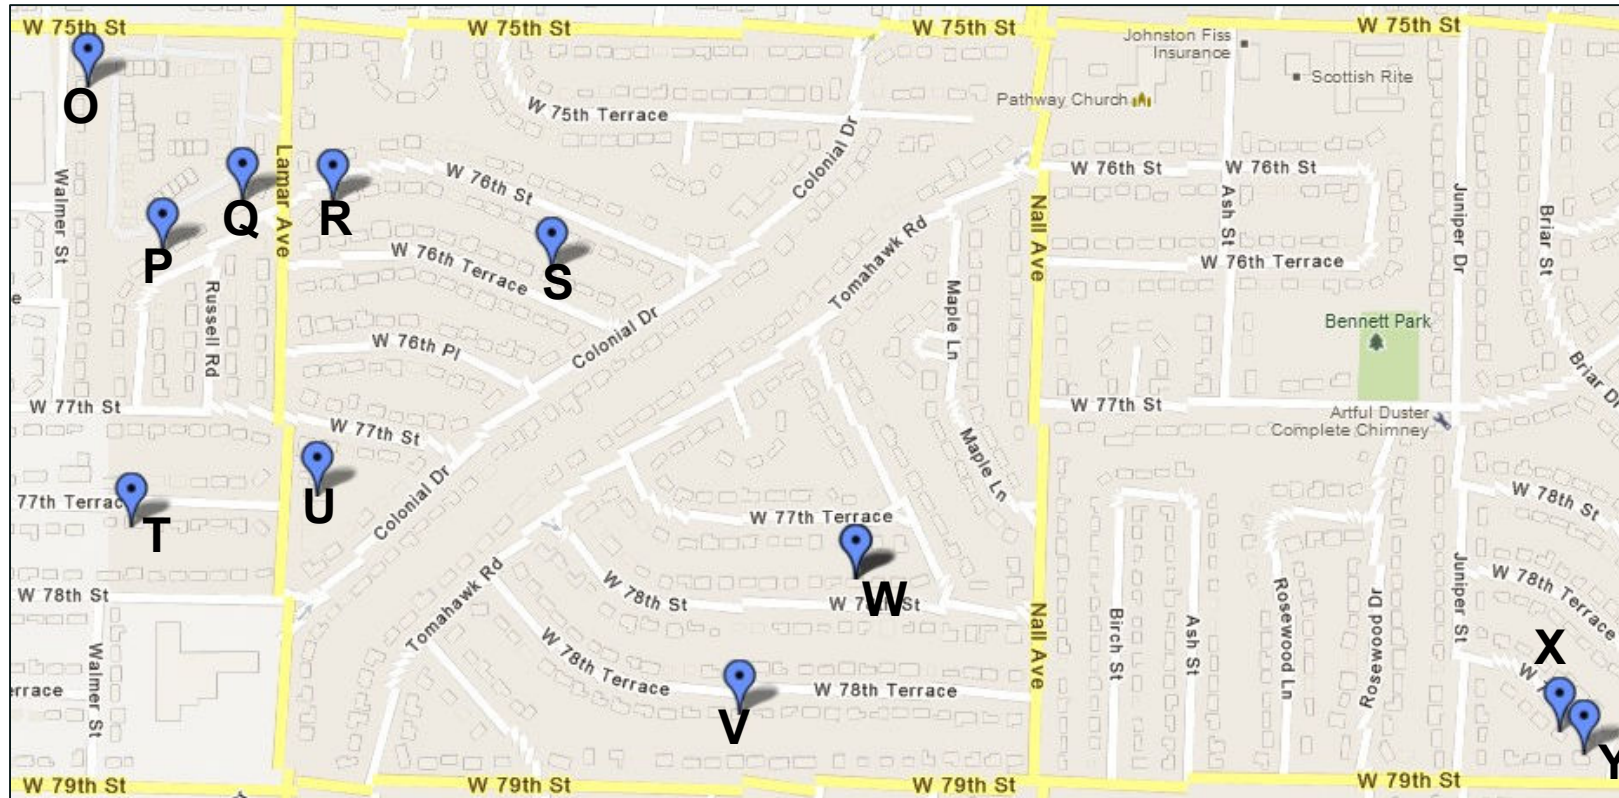 W 75th St
W 75th St
W 75th St
W 75th St
Johnston Fiss
Insurance
Scottish Rite
Pathway Church
O
W 75th Terrace
Colonial Dr
Lamar Ave
Walmer St
Q
R
P
W 76th St
S
W 76th St
W 76th St
Ash St
Nall Ave
Juniper Dr
Briar St
W 76th Terrace
Tomahawk Rd
W 76th Terrace
e
Russell Rd
Maple Ln
Colonial Dr
W 76th Pl
Bennett Park
Briar Dr
W 77th St
W 77th St
W 77th St
Artful Duster
Complete Chimney
Maple Ln
U
Colonial Dr
77th Terrac
T
W 77th Terrace
W 78th St
W 78th St
W
W 78th St
W 78th St
Tomahawk Rd
W 78th Terrace
Walmer St
Birch St
Ash St
Rosewood Ln
Rosewood Dr
Juniper St
Nall Ave
X
W 7
Y
errace
W 78th Terrace
W 78th Terrace
V
W 79th St
W 79th St
W 79th St
W 79th St